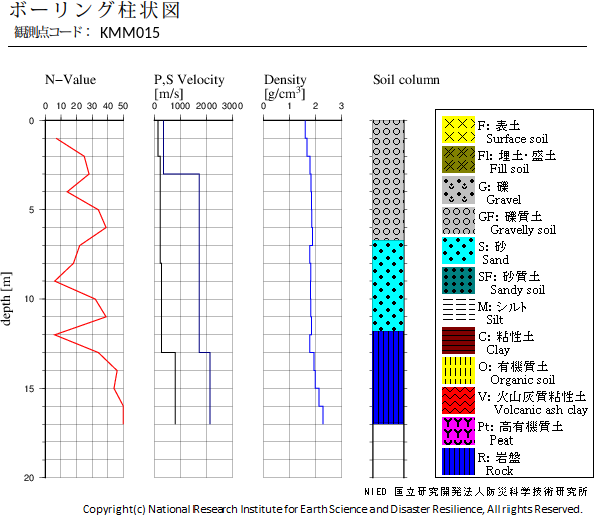 ボーリング柱状図
観測点コード： KMM015
N-Value
P,S Velocity
[m/s]
Density
[g/cm³]
Soil column
0 10 20 30 40 50
0 1000 2000 3000
0 1 2 3
0
5
10
15
20
depth [m]
F: 表土
Surface soil
Fl: 埋土・盛土
Fill soil
G: 礫
Gravel
GF: 礫質土
Gravelly soil
S: 砂
Sand
SF: 砂質土
Sandy soil
M: シルト
Silt
C: 粘性土
Clay
O: 有機質土
Organic soil
V: 火山灰質粘性土
Volcanic ash clay
Pt: 高有機質土
Peat
R: 岩盤
Rock
NIED 国立研究開発法人防災科学技術研究所
Copyright(c) National Research Institute for Earth Science and Disaster Resilience, All rights Reserved.